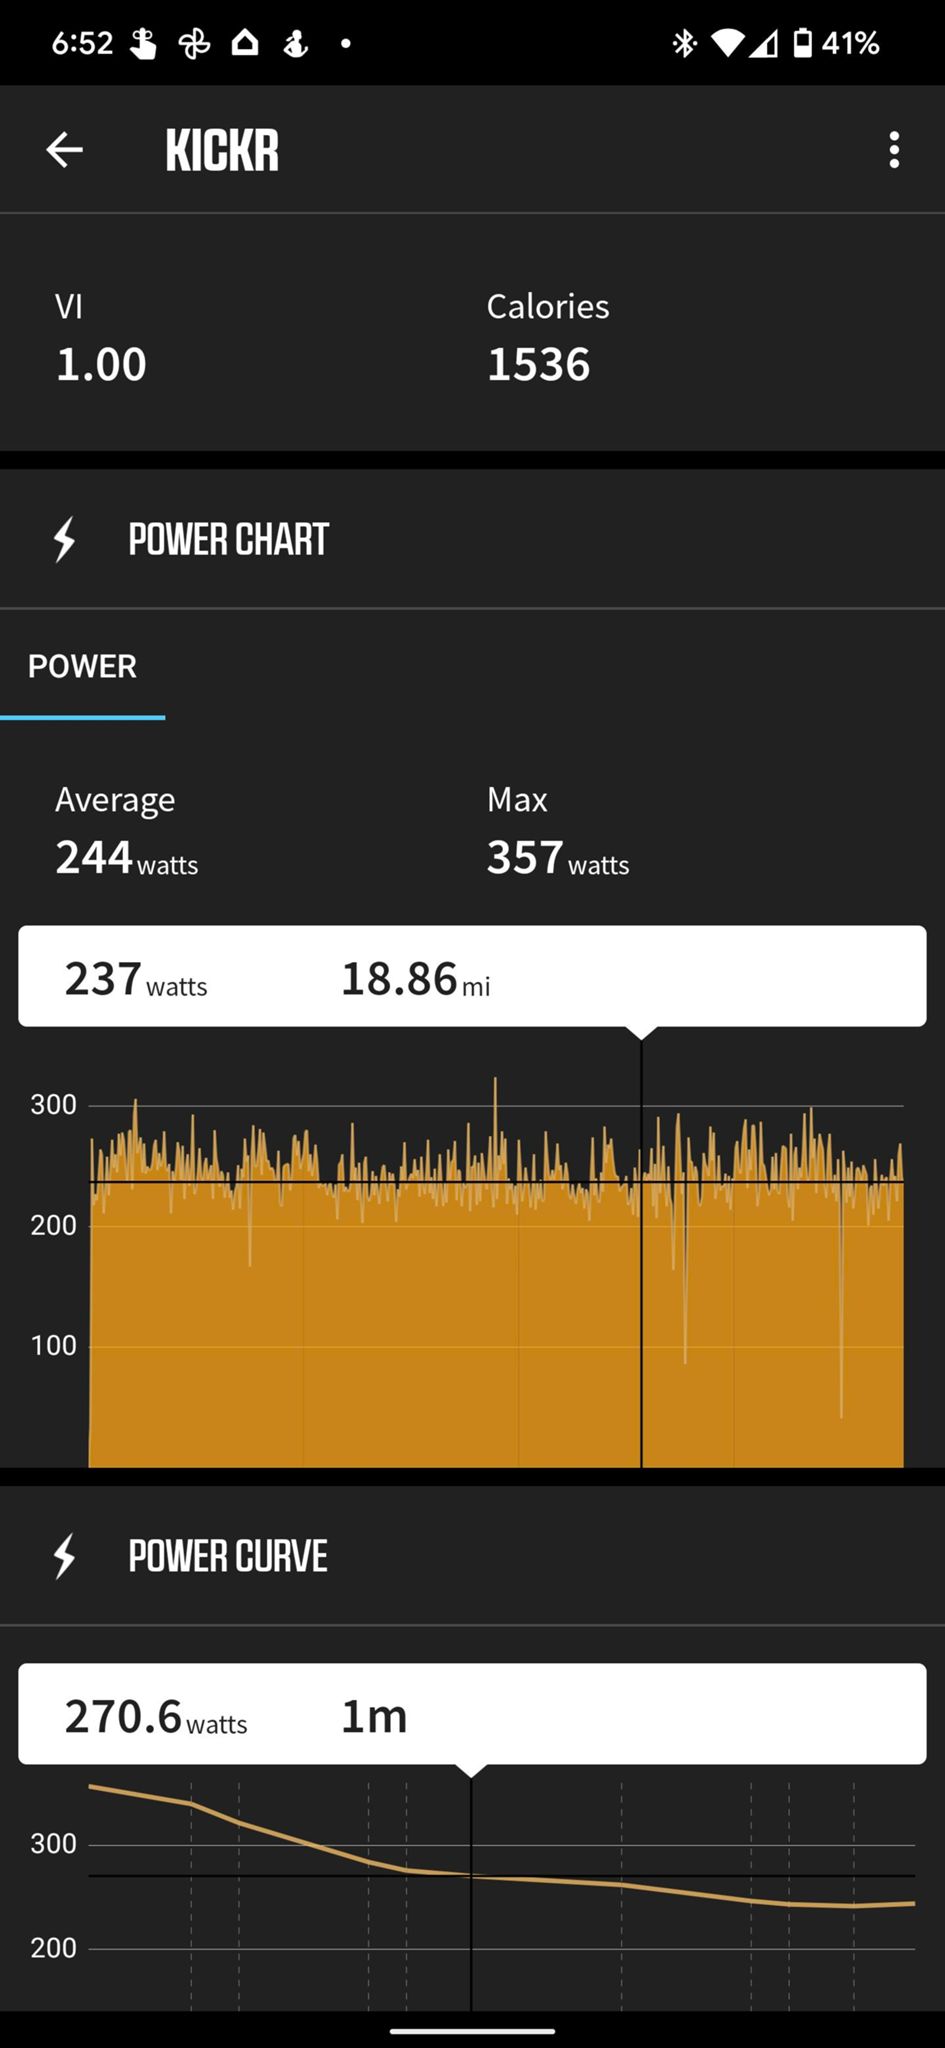 6:52 41%
KICKR
VI Calories
1.00 1536
POWER CHART
POWER
Average Max
244 watts 357 watts
237 watts 18.86 mi
300
200
100
POWER CURVE
270.6 watts 1m
300
200